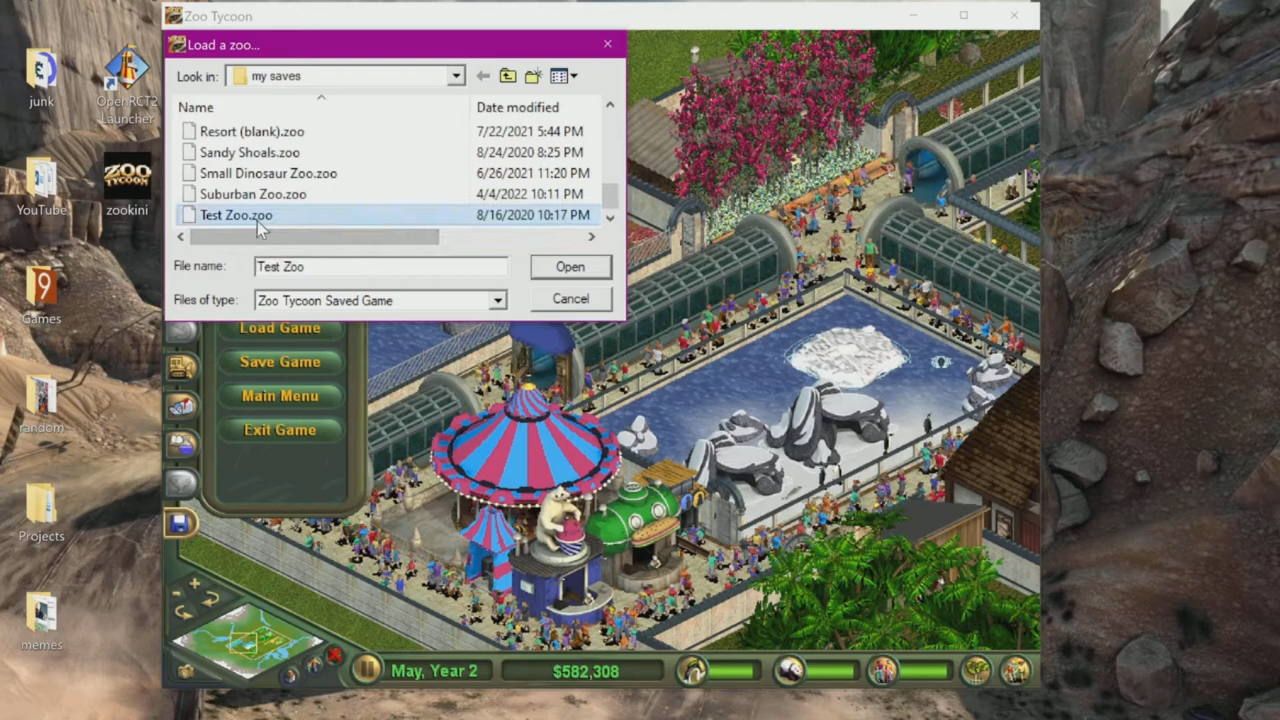 Zoo Tycoon
Load a zoo...
Look in: my saves
Name Date modified
Resort (blank).zoo 7/22/2021 5:44 PM
Sandy Shoals.zoo 8/24/2020 8:25 PM
Small Dinosaur Zoo.zoo 6/26/2021 11:20 PM
Suburban Zoo.zoo 4/4/2022 10:11 PM
Test Zoo.zoo 8/16/2020 10:17 PM
File name: Test Zoo Open
Files of type: Zoo Tycoon Saved Game Cancel
Load Game
Save Game
Main Menu
Exit Game
May, Year 2 $582,308
junk
OpenRCT2
Launcher
YouTube
ZOO
TYCOON
zookini
9
Games
random
Projects
memes